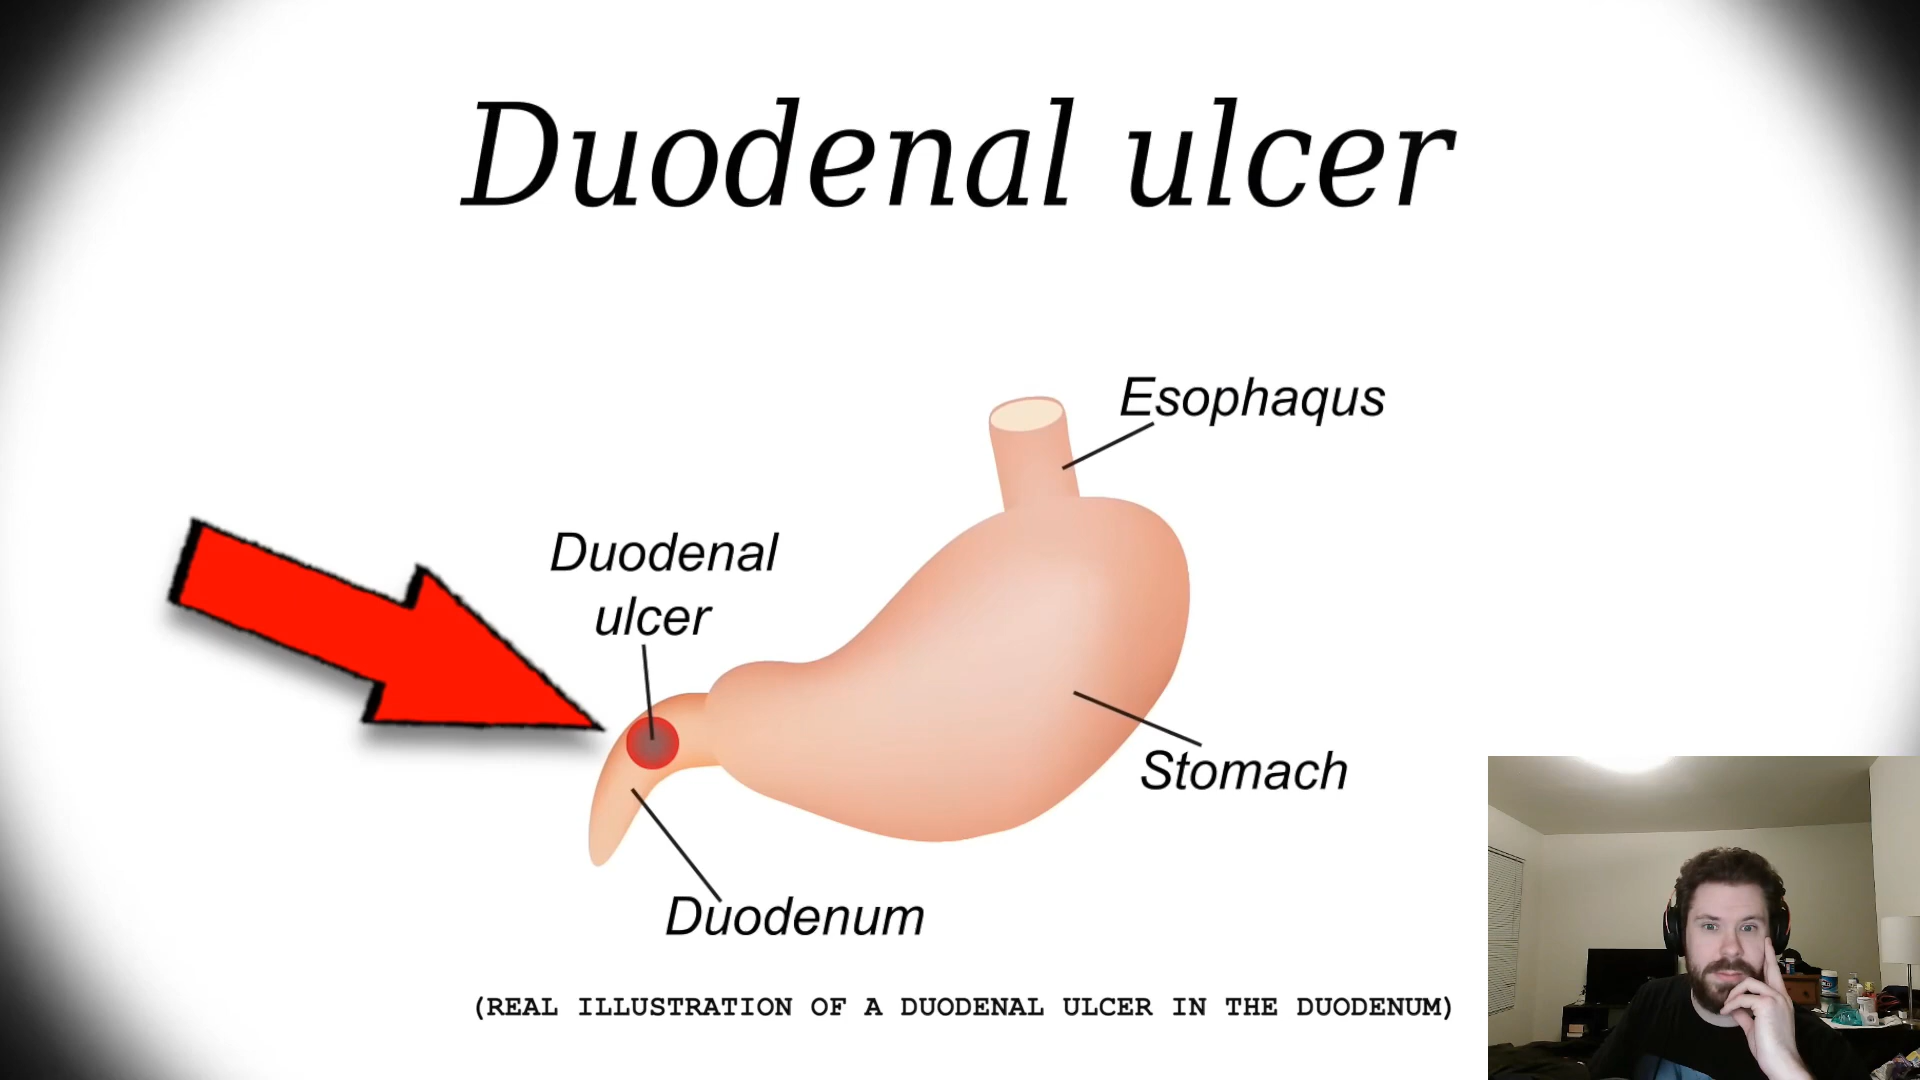 Duodenal ulcer
Esophaqus
Duodenal
ulcer
Stomach
Duodenum
(REAL ILLUSTRATION OF A DUODENAL ULCER IN THE DUODENUM)